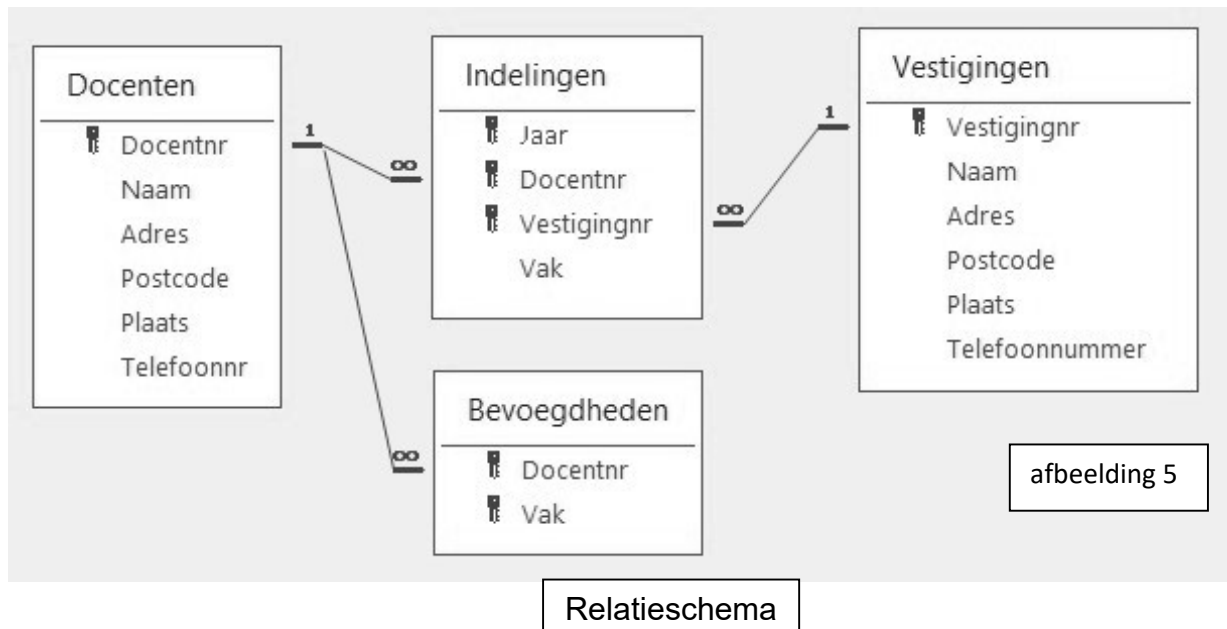 Docenten
Docentnr
Naam
Adres
Postcode
Plaats
Telefoonnr
1
∞
∞
Indelingen
Jaar
Docentnr
Vestigingnr
Vak
∞
1
Bevoegdheden
Docentnr
Vak
Vestigingen
Vestigingnr
Naam
Adres
Postcode
Plaats
Telefoonnummer
afbeelding 5
Relatieschema